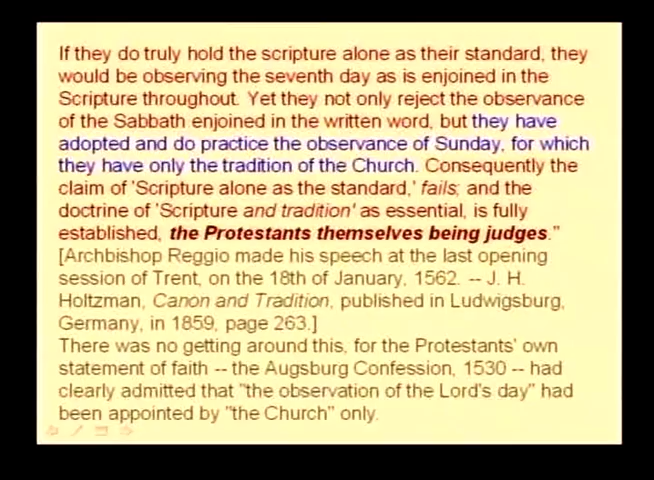 If they do truly hold the scripture alone as their standard, they
would be observing the seventh day as is enjoined in the
Scripture throughout. Yet they not only reject the observance
of the Sabbath enjoined in the written word, but they have
adopted and do practice the observance of Sunday, for which
they have only the tradition of the Church. Consequently the
claim of 'Scripture alone as the standard,' fails; and the
doctrine of 'Scripture and tradition' as essential, is fully
established, the Protestants themselves being judges."
[Archbishop Reggio made his speech at the last opening
session of Trent, on the 18th of January, 1562. -- J. H.
Holtzman, Canon and Tradition, published in Ludwigsburg,
Germany, in 1859, page 263.]
There was no getting around this, for the Protestants' own
statement of faith -- the Augsburg Confession, 1530 -- had
clearly admitted that "the observation of the Lord's day" had
been appointed by "the Church" only.